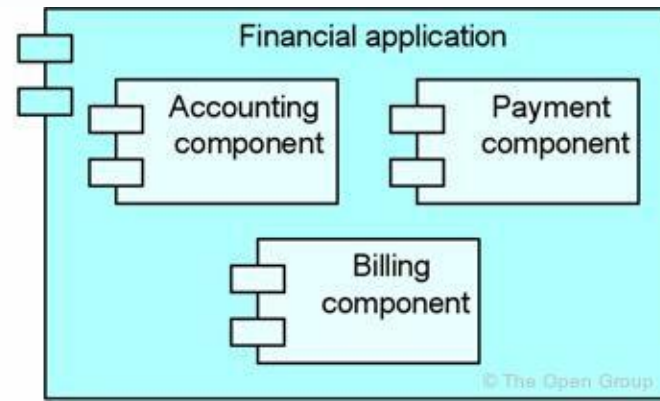 Financial application
Accounting
component
Payment
component
Billing
component
© The Open Group